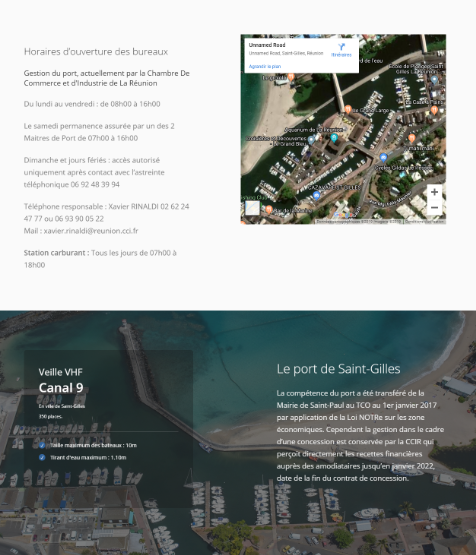 Horaires d'ouverture des bureaux
Gestion du port, actuellement par la Chambre De
Commerce et d'Industrie de La Réunion
Du lundi au vendredi : de 08h00 à 16h00
Le samedi permanence assurée par un des 2
Maitres de Port de 07h00 à 16h00
Dimanche et jours fériés : accès autorisé
uniquement après contact avec l'astreinte
téléphonique 06 92 48 39 94
Téléphone responsable : Xavier RINALDI 02 62 24
47 77 ou 06 93 90 05 22
Mail : xavier.rinaldi@reunion.cci.fr
Station carburant : Tous les jours de 07h00 à
18h00
Unnamed Road
Unnamed Road, Saint-Gilles, Réunion
Itinéraires
Agrandir le plan
Veille VHF
Canal 9
En ville de Saint-Gilles
350 places.
Taille maximum des bateaux : 10m
Tirant d'eau maximum : 1,10m
Le port de Saint-Gilles
La compétence du port a été transféré de la
Mairie de Saint-Paul au TCO au 1er janvier 2017
par application de la Loi NOTRe sur les zone
économiques. Cependant la gestion dans le cadre
d'une concession est conservée par la CCIR qui
perçoit directement les recettes financières
auprès des amodiataires jusqu'en janvier 2022,
date de la fin du contrat de concession.